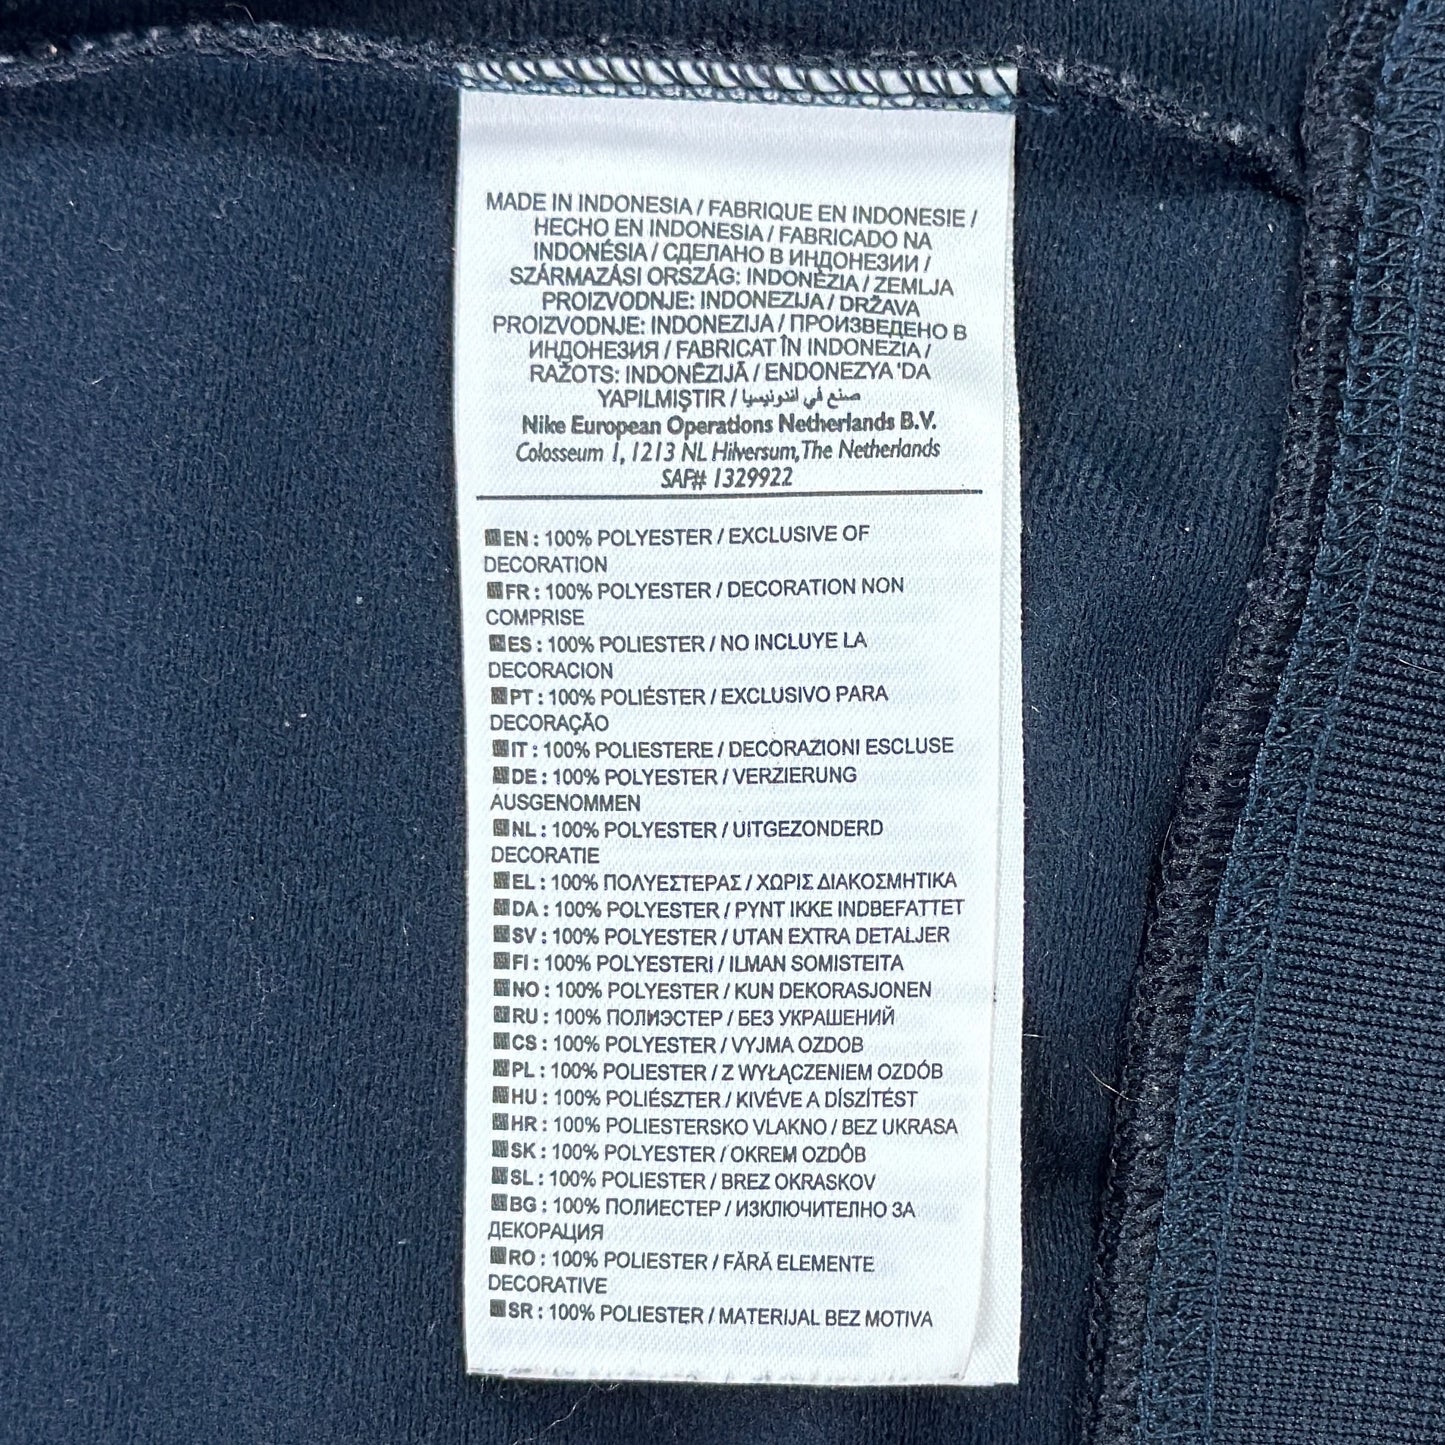 MADE IN INDONESIA / FABRIQUE EN INDONESIE /
HECHO EN INDONESIA / FABRICADO NA
INDONÉSIA / СДЕЛАНО В ИНДОНЕЗИИ /
SZÁRMAZÁSI ORSZÁG: INDONÉZIA / ZEMLJA
PROIZVODNJE: INDONEZIJA / DRŽAVA
PROIZVODNJE: INDONEZIJA / ПРОИЗВЕДЕНО В
ИНДОНЕЗИЯ / FABRICAT ÎN INDONEZIA /
RAŽOTS: INDONĒZIJĀ / ENDONEZYA 'DA
YAPILMIŞTIR / صنع في اندونيسيا
Nike European Operations Netherlands B.V.
Colosseum 1, 1213 NL Hilversum, The Netherlands
SAF# 1329922
EN : 100% POLYESTER / EXCLUSIVE OF
DECORATION
FR : 100% POLYESTER / DECORATION NON
COMPRISE
ES : 100% POLIESTER / NO INCLUYE LA
DECORACION
PT : 100% POLIÉSTER / EXCLUSIVO PARA
DECORAÇÃO
IT : 100% POLIESTERE / DECORAZIONI ESCLUSE
DE : 100% POLYESTER / VERZIERUNG
AUSGENOMMEN
NL : 100% POLYESTER / UITGEZONDERD
DECORATIE
EL : 100% ΠΟΛΥΕΣΤΕΡΑΣ / ΧΩΡΙΣ ΔΙΑΚΟΣΜΗΤΙΚΑ
DA : 100% POLYESTER / PYNT IKKE INDBEFATTET
SV : 100% POLYESTER / UTAN EXTRA DETALJER
FI : 100% POLYESTERI / ILMAN SOMISTEITA
NO : 100% POLYESTER / KUN DEKORASJONEN
RU : 100% ПОЛИЭСТЕР / БЕЗ УКРАШЕНИЙ
CS : 100% POLYESTER / VYJMA OZDOB
PL : 100% POLIESTER / Z WYŁĄCZENIEM OZDÓB
HU : 100% POLIÉSZTER / KIVÉVE A DÍSZÍTÉST
HR : 100% POLIESTERSKO VLAKNO / BEZ UKRASA
SK : 100% POLYESTER / OKREM OZDÔB
SL : 100% POLIESTER / BREZ OKRASKOV
BG : 100% ПОЛИЕСТЕР / ИЗКЛЮЧИТЕЛНО ЗА
ДЕКОРАЦИЯ
RO : 100% POLIESTER / FĂRĂ ELEMENTE
DECORATIVE
SR : 100% POLIESTER / MATERIJAL BEZ MOTIVA